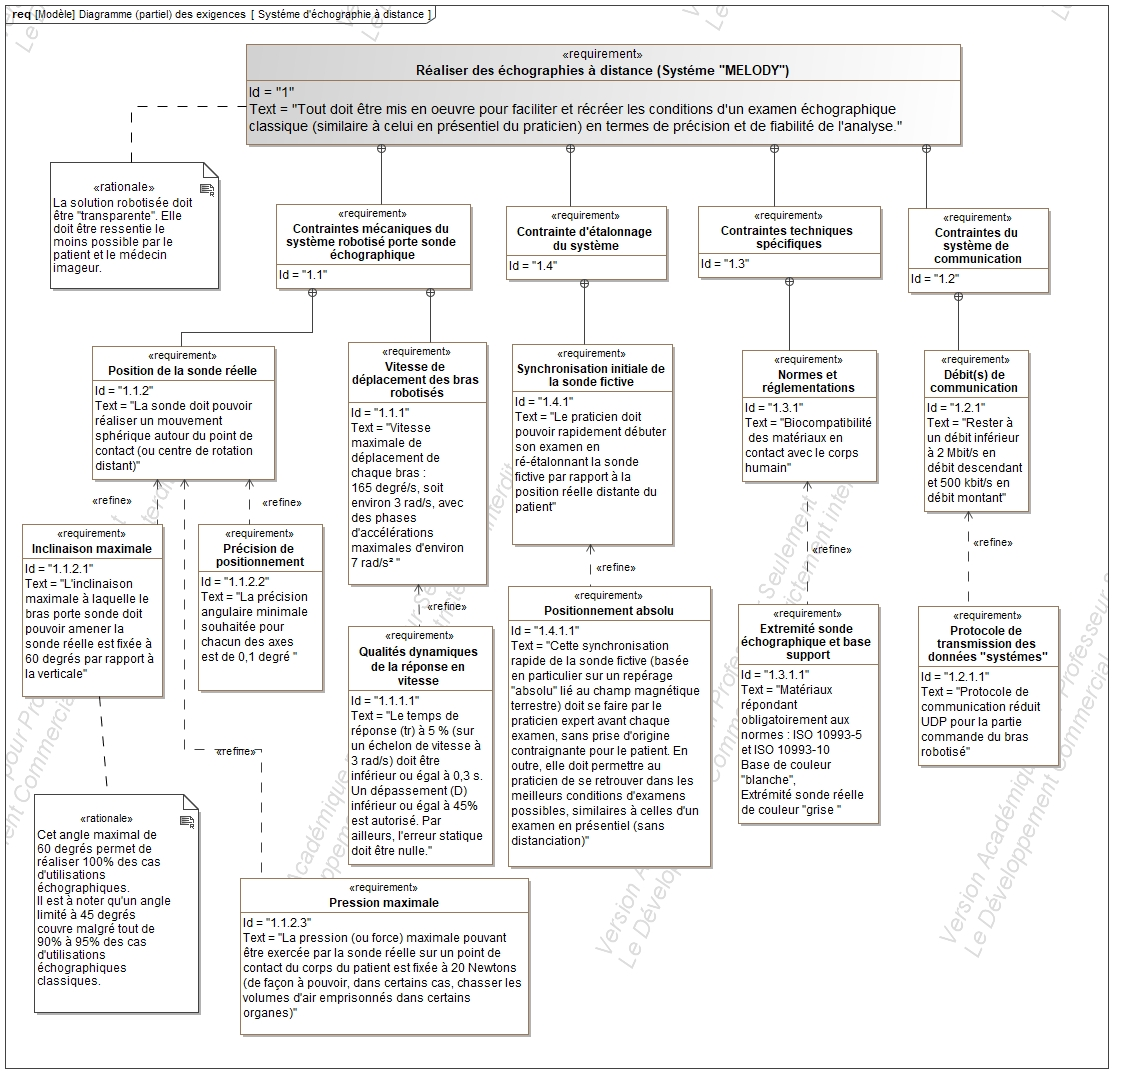 req [Modèle] Diagramme (partiel) des exigences [ Systéme d'échographie à distance ]
«requirement»
Réaliser des échographies à distance (Systéme "MELODY")
Id = "1"
Text = "Tout doit être mis en oeuvre pour faciliter et récréer les conditions d'un examen échographique
classique (similaire à celui en présentiel du praticien) en termes de précision et de fiabilité de l'analyse."
«rationale»
La solution robotisée doit
être "transparente". Elle
doit être ressentie le
moins possible par le
patient et le médecin
imageur.
«requirement»
Contraintes mécaniques du
système robotisé porte sonde
échographique
Id = "1.1"
«requirement»
Contrainte d'étalonnage
du système
Id = "1.4"
«requirement»
Contraintes techniques
spécifiques
Id = "1.3"
«requirement»
Contraintes du
système de
communication
Id = "1.2"
«requirement»
Position de la sonde réelle
Id = "1.1.2"
Text = "La sonde doit pouvoir
réaliser un mouvement
sphérique autour du point de
contact (ou centre de rotation
distant)"
«requirement»
Vitesse de
déplacement des bras
robotisés
Id = "1.1.1"
Text = "Vitesse
maximale de
déplacement de
chaque bras :
165 degré/s, soit
environ 3 rad/s, avec
des phases
d'accélérations
maximales d'environ
7 rad/s² "
«requirement»
Synchronisation initiale de
la sonde fictive
Id = "1.4.1"
Text = "Le praticien doit
pouvoir rapidement débuter
son examen en
ré-étalonnant la sonde
fictive par rapport à la
position réelle distante du
patient"
«requirement»
Normes et
réglementations
Id = "1.3.1"
Text = "Biocompatibilité
des matériaux en
contact avec le corps
humain"
«requirement»
Débit(s) de
communication
Id = "1.2.1"
Text = "Rester à
un débit inférieur
à 2 Mbit/s en
débit descendant
et 500 kbit/s en
débit montant"
«refine»
«refine»
«refine»
«refine»
«refine»
«refine»
«refine»
«requirement»
Inclinaison maximale
Id = "1.1.2.1"
Text = "L'inclinaison
maximale à laquelle le
bras porte sonde doit
pouvoir amener la
sonde réelle est fixée à
60 degrés par rapport à
la verticale"
«requirement»
Précision de
positionnement
Id = "1.1.2.2"
Text = "La précision
angulaire minimale
souhaitée pour
chacun des axes
est de 0,1 degré "
«requirement»
Qualités dynamiques
de la réponse en
vitesse
Id = "1.1.1.1"
Text = "Le temps de
réponse (tr) à 5 % (sur
un échelon de vitesse à
3 rad/s) doit être
inférieur ou égal à 0,3 s.
Un dépassement (D)
inférieur ou égal à 45%
est autorisé. Par
ailleurs, l'erreur statique
doit être nulle."
«requirement»
Positionnement absolu
Id = "1.4.1.1"
Text = "Cette synchronisation
rapide de la sonde fictive (basée
en particulier sur un repérage
"absolu" lié au champ magnétique
terrestre) doit se faire par le
praticien expert avant chaque
examen, sans prise d'origine
contraignante pour le patient. En
outre, elle doit permettre au
praticien de se retrouver dans les
meilleurs conditions d'examens
possibles, similaires à celles d'un
examen en présentiel (sans
distanciation)"
«requirement»
Extremité sonde
échographique et base
support
Id = "1.3.1.1"
Text = "Matériaux
répondant
obligatoirement aux
normes : ISO 10993-5
et ISO 10993-10
Base de couleur
"blanche",
Extrémité sonde réelle
de couleur "grise "
«requirement»
Protocole de
transmission des
données "systémes"
Id = "1.2.1.1"
Text = "Protocole de
communication réduit
UDP pour la partie
commande du bras
robotisé"
«rationale»
Cet angle maximal de
60 degrés permet de
réaliser 100% des cas
d'utilisations
échographiques.
Il est à noter qu'un angle
limité à 45 degrés
couvre malgré tout de
90% à 95% des cas
d'utilisations
échographiques
classiques.
«requirement»
Pression maximale
Id = "1.1.2.3"
Text = "La pression (ou force) maximale pouvant
être exercée par la sonde réelle sur un point de
contact du corps du patient est fixée à 20 Newtons
(de façon à pouvoir, dans certains cas, chasser les
volumes d'air emprisonnés dans certains
organes)"